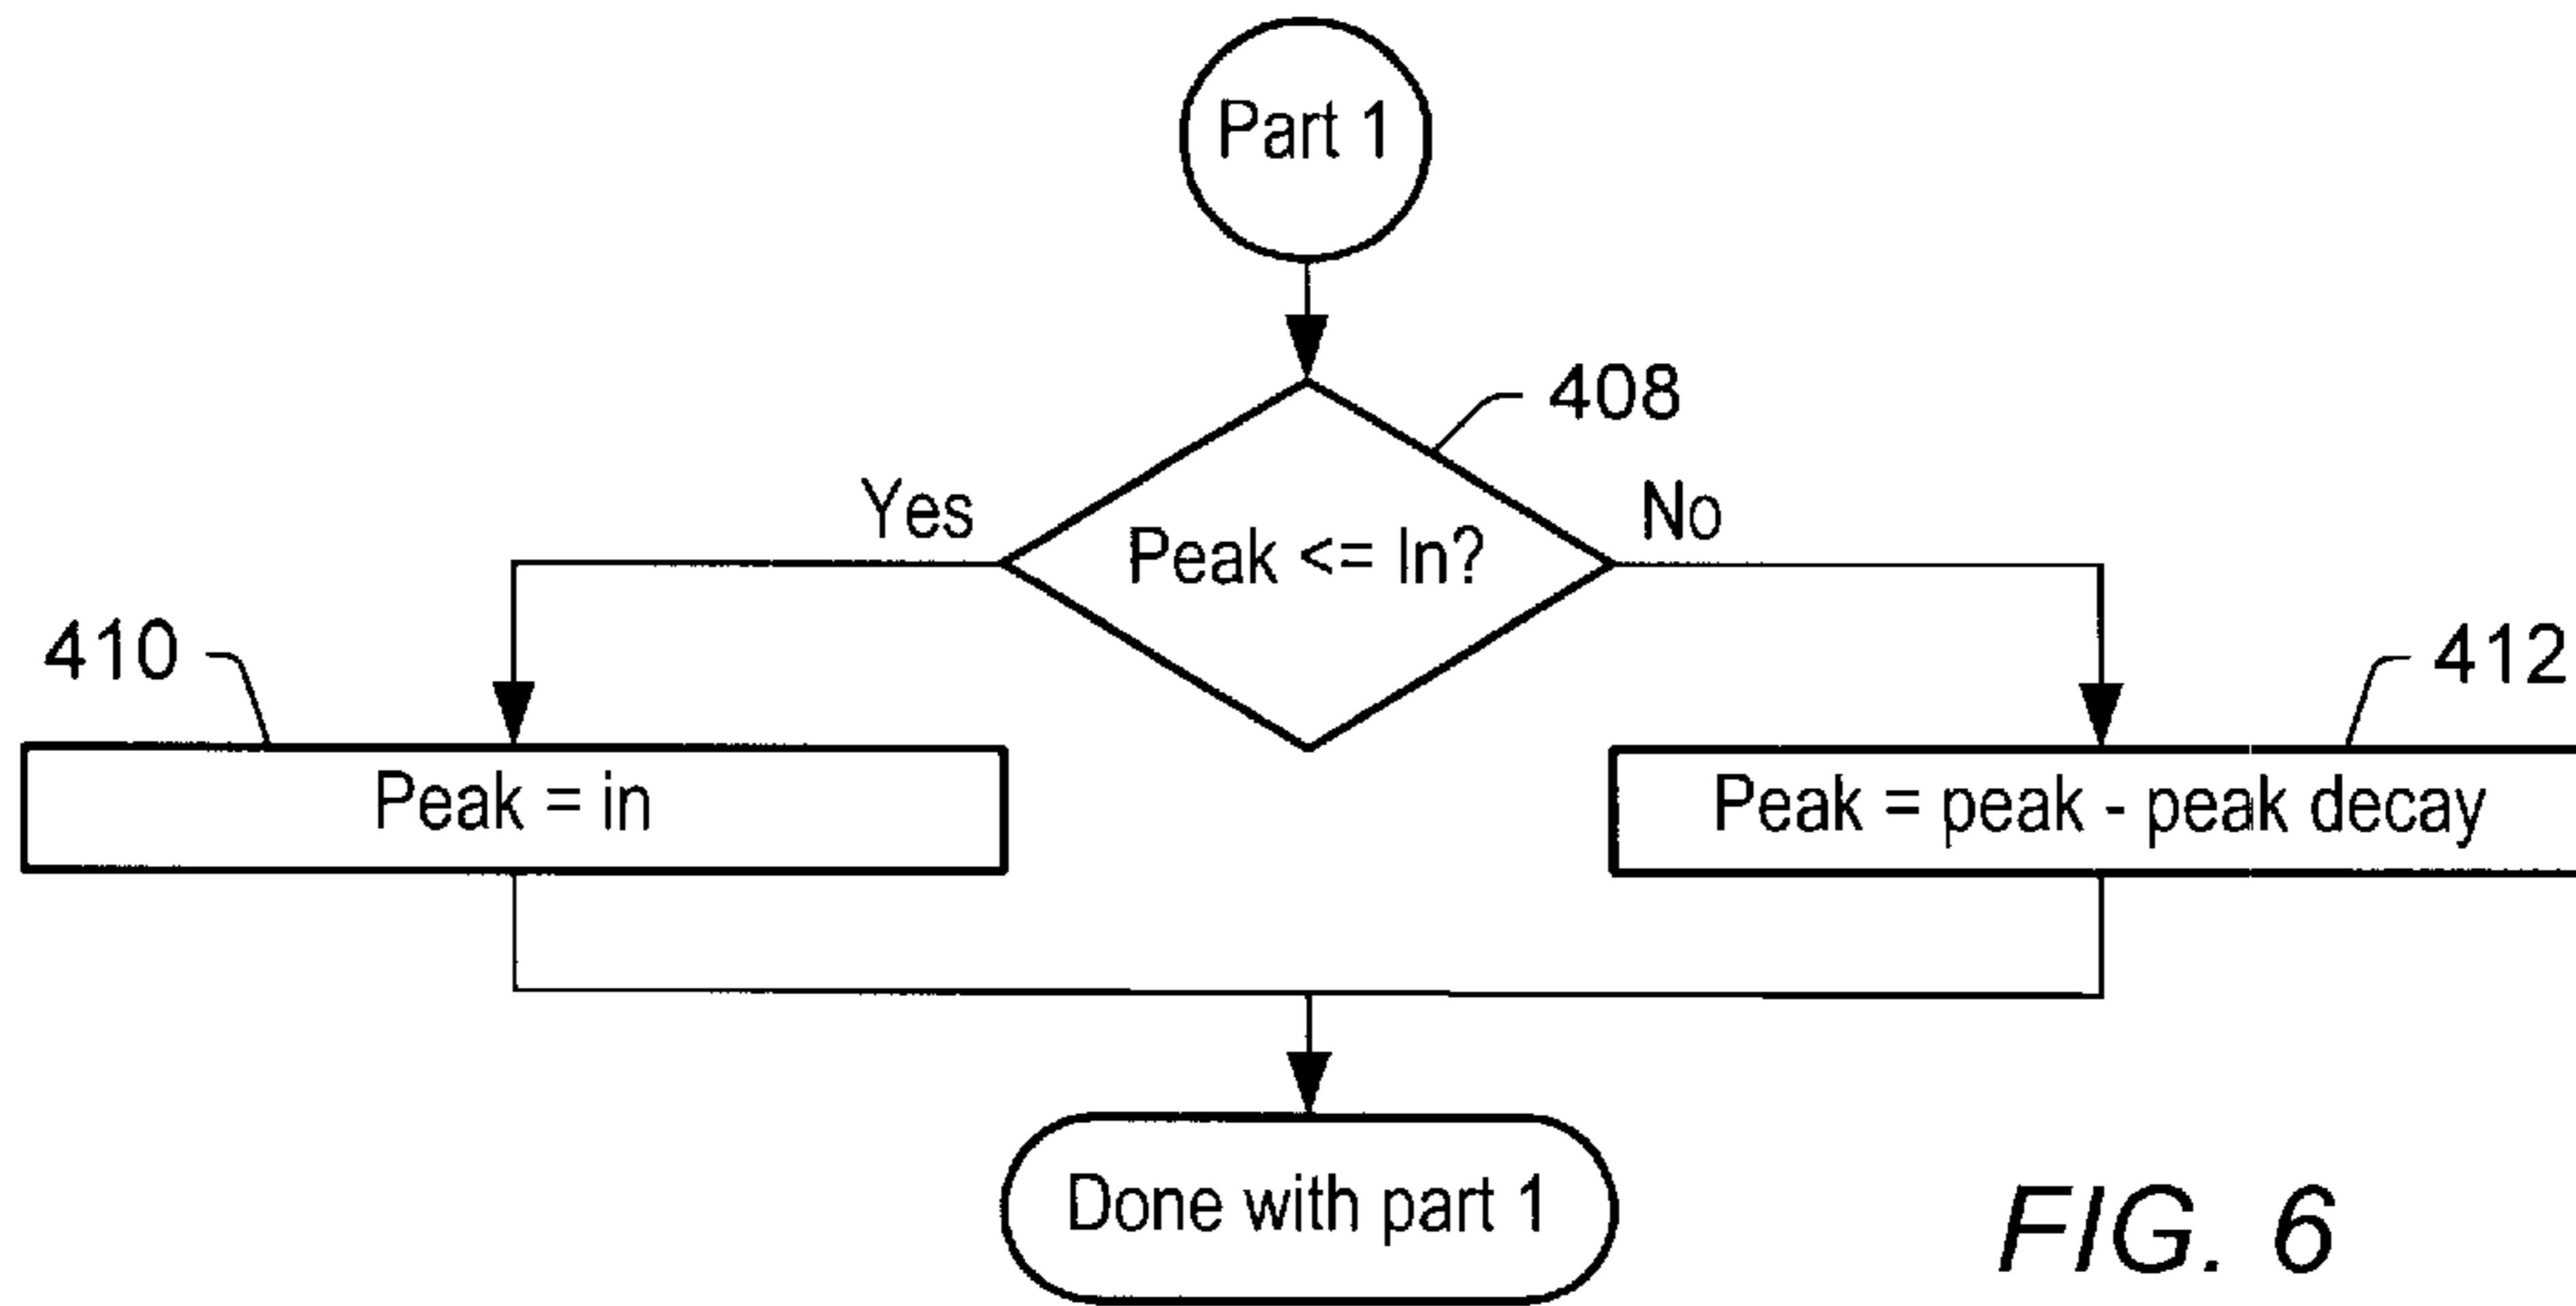 Part 1
408
Yes
Peak <= In?
No
410
412
Peak = in
Peak = peak - peak decay
Done with part 1
FIG. 6